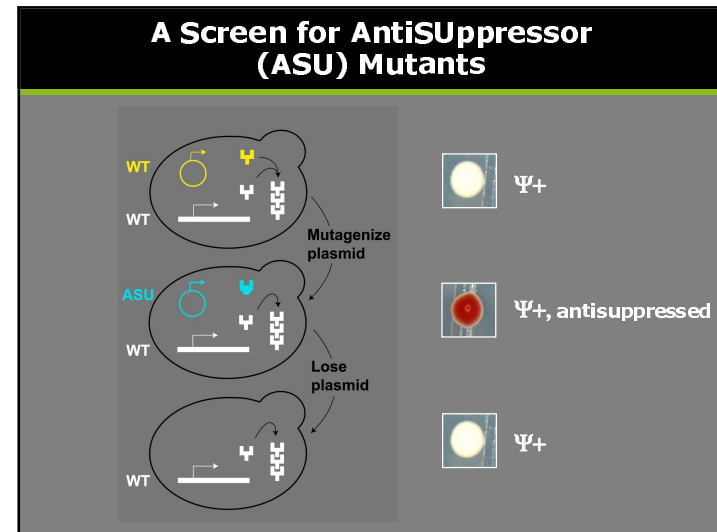 A Screen for AntiSUppressor
(ASU) Mutants
WT
WT
Ψ+
Mutagenize
plasmid
ASU
WT
Ψ+, antisuppressed
Lose
plasmid
WT
Ψ+